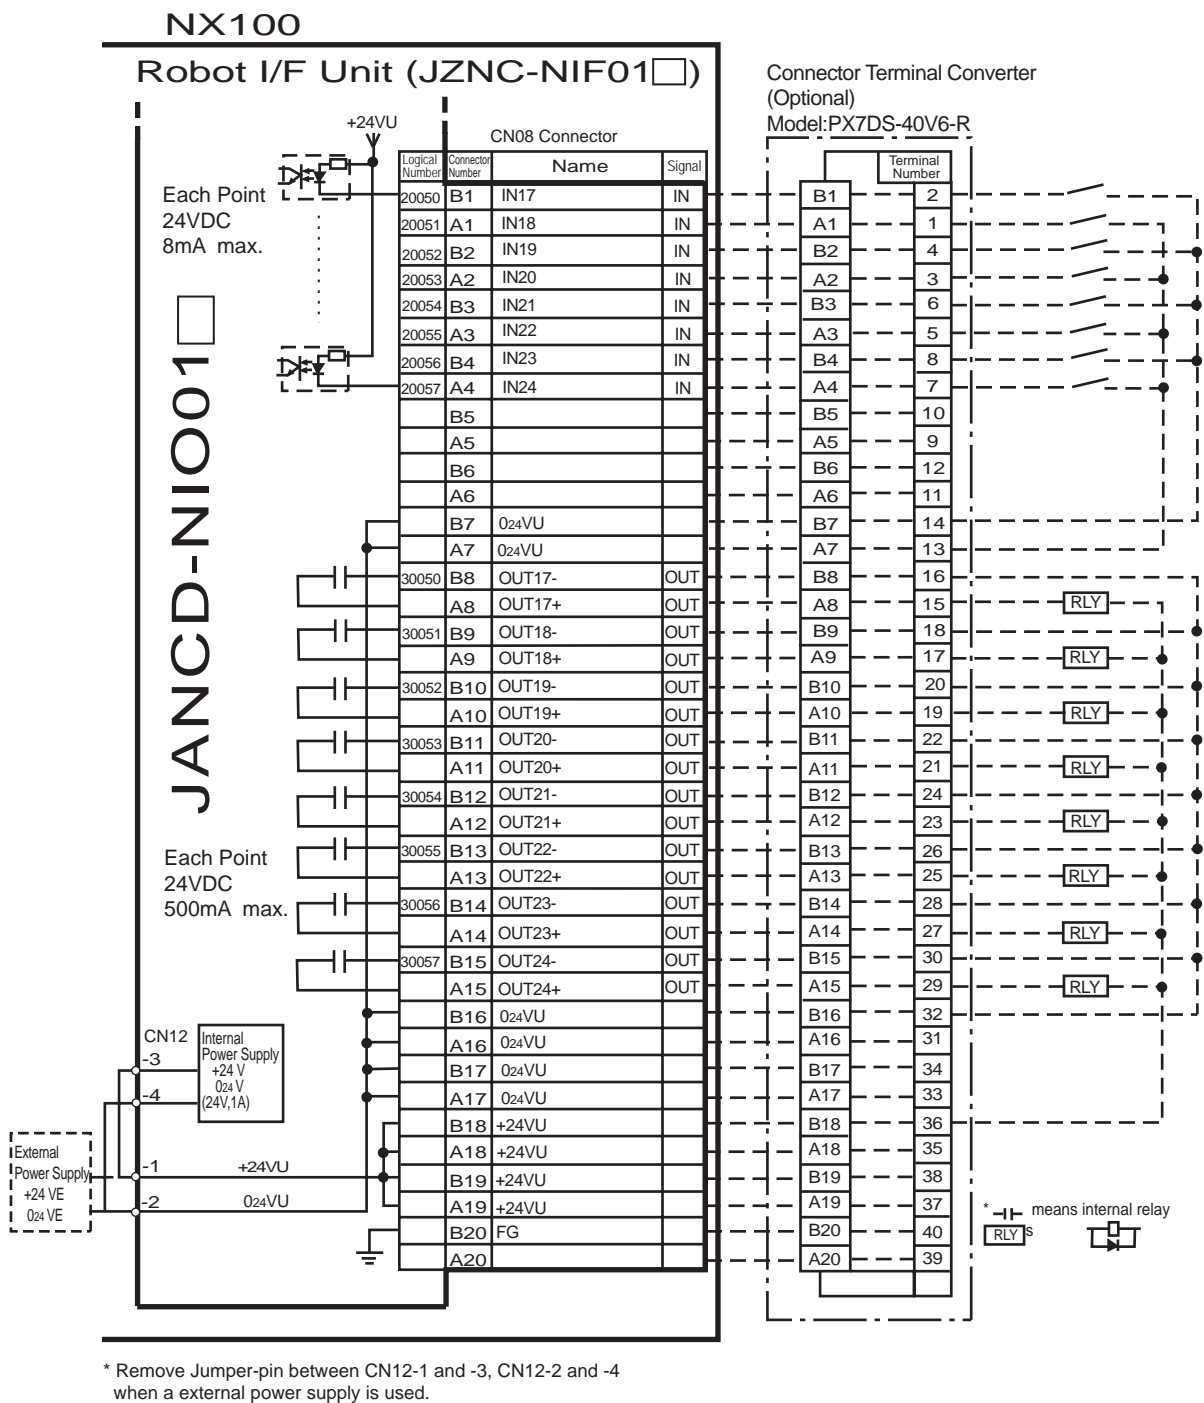 NX100
Robot I/F Unit (JZNC-NIF01□)
Connector Terminal Converter
(Optional)
Model:PX7DS-40V6-R
+24VU
CN08 Connector
Logical Number Connector Number Name Signal
Terminal Number
Each Point
24VDC
8mA max.
JANCD-NIO01□
20050 B1 IN17 IN B1 2
20051 A1 IN18 IN A1 1
20052 B2 IN19 IN B2 4
20053 A2 IN20 IN A2 3
20054 B3 IN21 IN B3 6
20055 A3 IN22 IN A3 5
20056 B4 IN23 IN B4 8
20057 A4 IN24 IN A4 7
B5 B5 10
A5 A5 9
B6 B6 12
A6 A6 11
B7 024VU B7 14
A7 024VU A7 13
30050 B8 OUT17- OUT B8 16
A8 OUT17+ OUT A8 15 RLY
30051 B9 OUT18- OUT B9 18
A9 OUT18+ OUT A9 17 RLY
30052 B10 OUT19- OUT B10 20
A10 OUT19+ OUT A10 19 RLY
30053 B11 OUT20- OUT B11 22
A11 OUT20+ OUT A11 21 RLY
30054 B12 OUT21- OUT B12 24
A12 OUT21+ OUT A12 23 RLY
30055 B13 OUT22- OUT B13 26
A13 OUT22+ OUT A13 25 RLY
30056 B14 OUT23- OUT B14 28
A14 OUT23+ OUT A14 27 RLY
30057 B15 OUT24- OUT B15 30
A15 OUT24+ OUT A15 29 RLY
B16 024VU B16 32
A16 024VU A16 31
B17 024VU B17 34
A17 024VU A17 33
B18 +24VU B18 36
A18 +24VU A18 35
B19 +24VU B19 38
A19 +24VU A19 37
B20 FG B20 40
A20 A20 39
Each Point
24VDC
500mA max.
CN12
-3
-4
Internal
Power Supply
+24 V
024 V
(24V,1A)
External
Power Supply
+24 VE
024 VE
-1 +24VU
-2 024VU
* means internal relay
RLY s
* Remove Jumper-pin between CN12-1 and -3, CN12-2 and -4
when a external power supply is used.